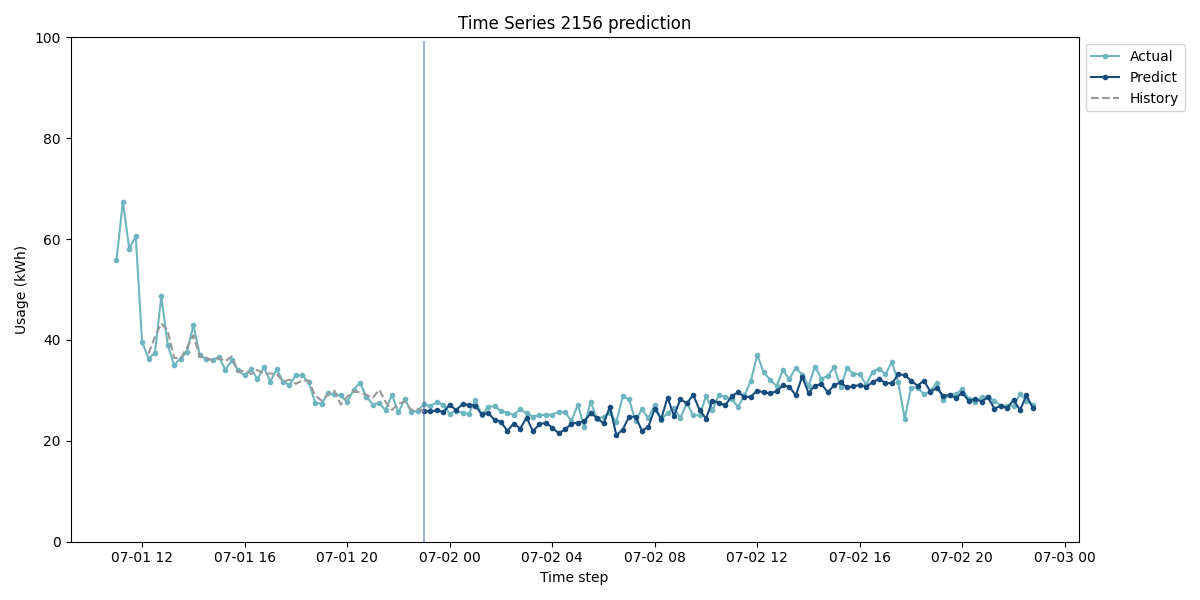 Time Series 2156 prediction
100
80
60
40
20
0
Usage (kWh)
07-01 12
07-01 16
07-01 20
07-02 00
07-02 04
07-02 08
07-02 12
07-02 16
07-02 20
07-03 00
Time step
Actual
Predict
History